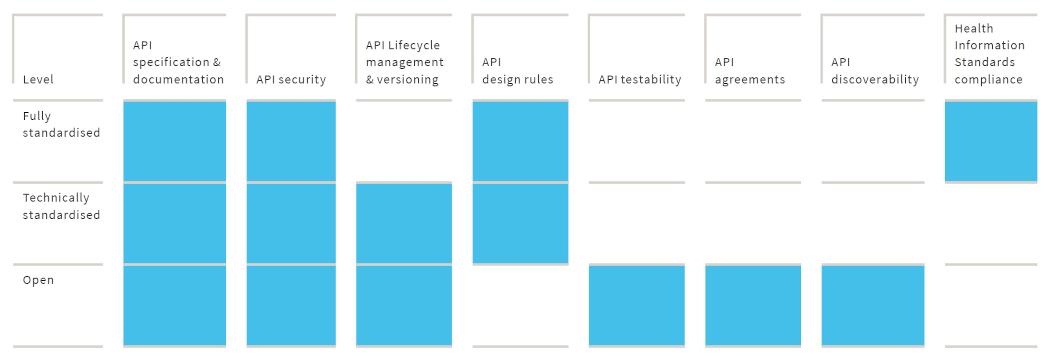 Level
API
specification &
documentation
API security
API Lifecycle
management
& versioning
API
design rules
API testability
API
agreements
API
discoverability
Health
Information
Standards
compliance
Fully
standardised
Technically
standardised
Open